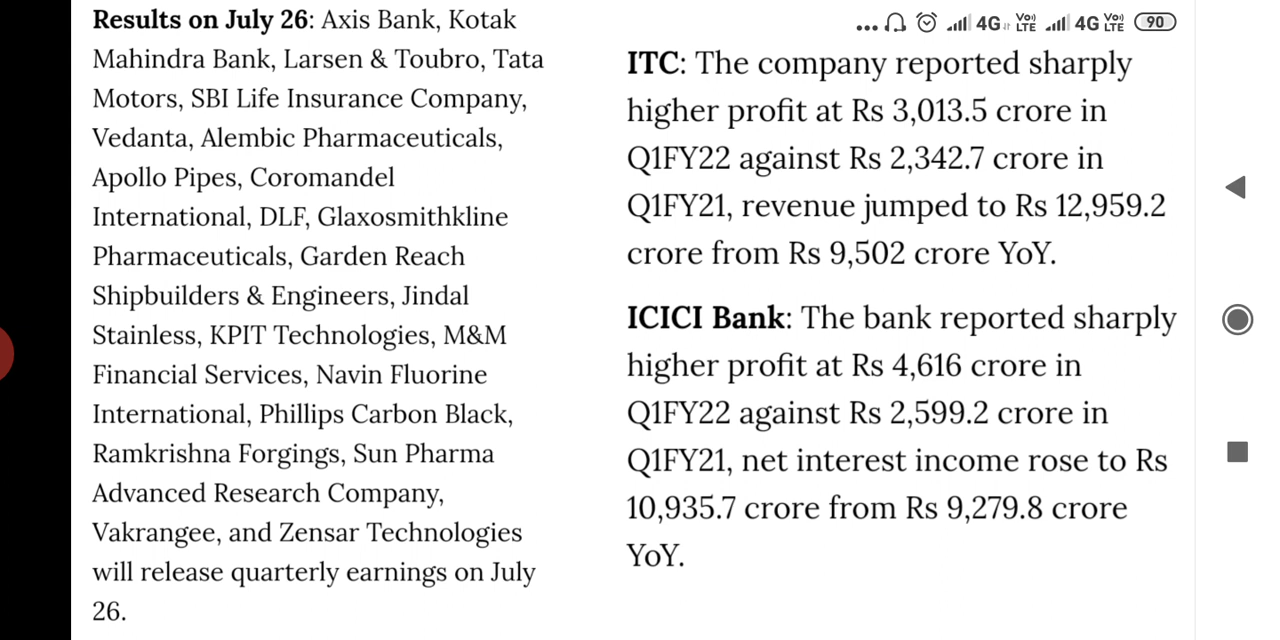 Results on July 26: Axis Bank, Kotak
Mahindra Bank, Larsen & Toubro, Tata
Motors, SBI Life Insurance Company,
Vedanta, Alembic Pharmaceuticals,
Apollo Pipes, Coromandel
International, DLF, Glaxosmithkline
Pharmaceuticals, Garden Reach
Shipbuilders & Engineers, Jindal
Stainless, KPIT Technologies, M&M
Financial Services, Navin Fluorine
International, Phillips Carbon Black,
Ramkrishna Forgings, Sun Pharma
Advanced Research Company,
Vakrangee, and Zensar Technologies
will release quarterly earnings on July
26.
... 4G Vo) LTE 4G Vo) LTE 90
ITC: The company reported sharply
higher profit at Rs 3,013.5 crore in
Q1FY22 against Rs 2,342.7 crore in
Q1FY21, revenue jumped to Rs 12,959.2
crore from Rs 9,502 crore YoY.
ICICI Bank: The bank reported sharply
higher profit at Rs 4,616 crore in
Q1FY22 against Rs 2,599.2 crore in
Q1FY21, net interest income rose to Rs
10,935.7 crore from Rs 9,279.8 crore
YoY.